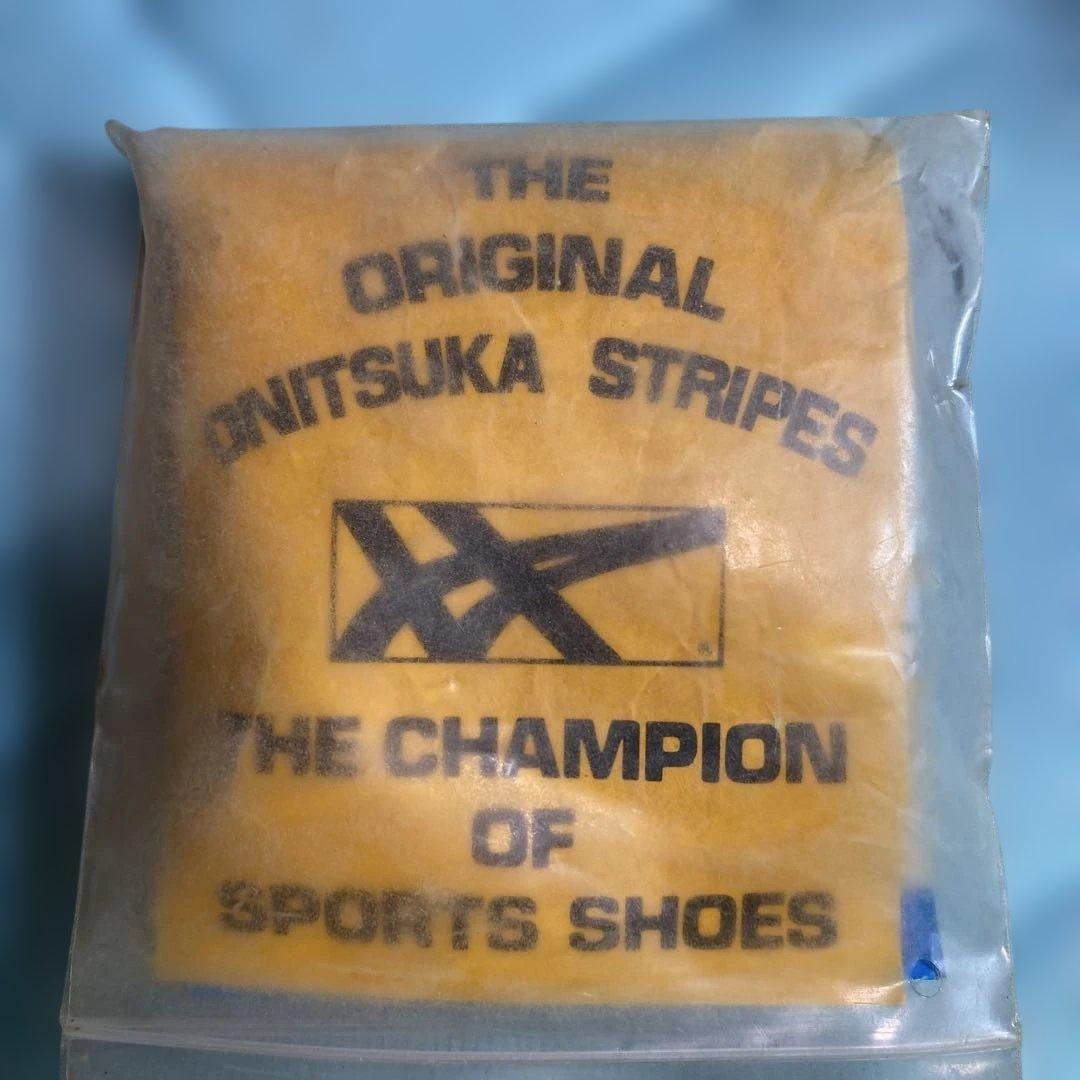 THE
ORIGINAL
ONITSUKA STRIPES
®
THE CHAMPION
OF
SPORTS SHOES